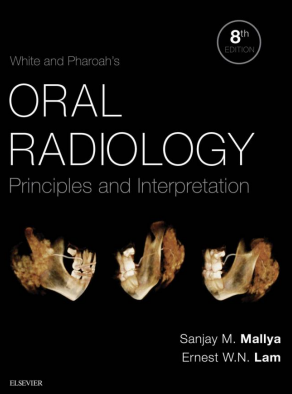 8th
EDITION
White and Pharoah's
ORAL
RADIOLOGY
Principles and Interpretation
Sanjay M. Mallya
Ernest W.N. Lam
ELSEVIER